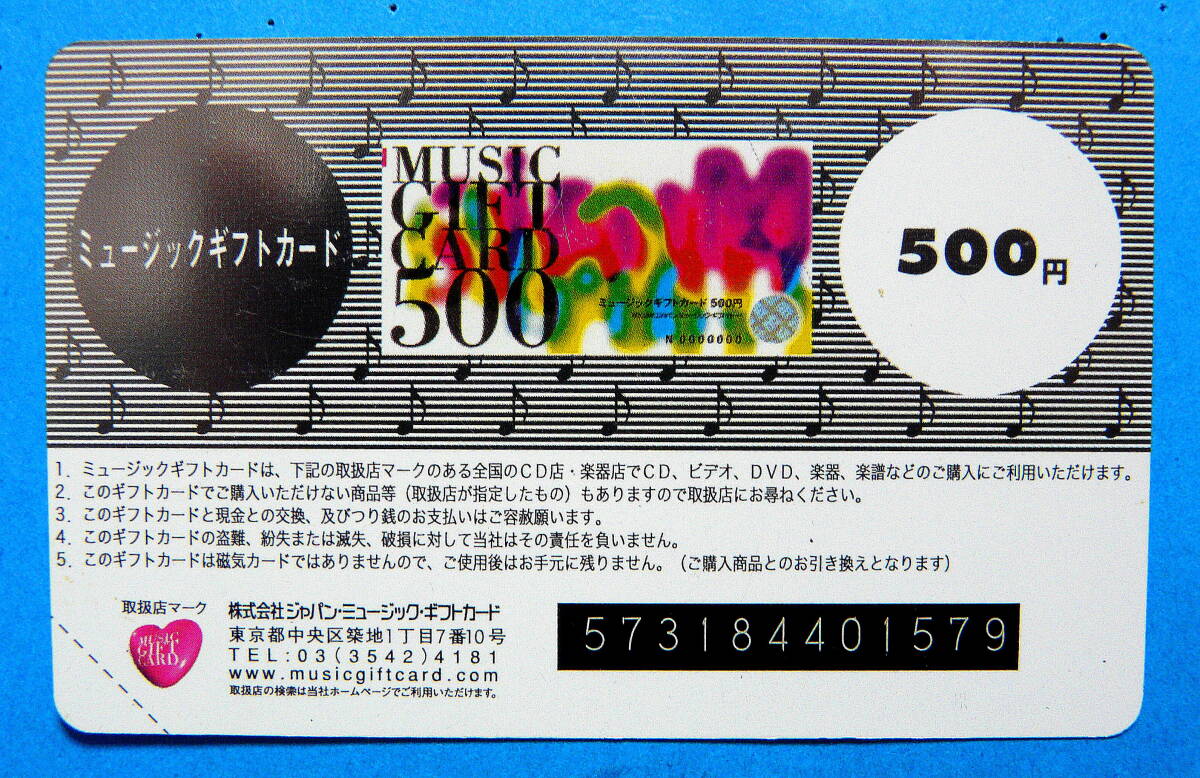 ミュージックギフトカード
MUSIC
GIFT
CARD
500
ミュージックギフトカード 500円
N 0000000
500円
1. ミュージックギフトカードは、下記の取扱店マークのある全国のCD店・楽器店でCD、ビデオ、DVD、楽器、楽譜などのご購入にご利用いただけます。
2. このギフトカードでご購入いただけない商品等（取扱店が指定したもの）もありますので取扱店にお尋ねください。
3. このギフトカードと現金との交換、及びつり銭のお支払いはご容赦願います。
4. このギフトカードの盗難、紛失または滅失、破損に対して当社はその責任を負いません。
5. このギフトカードは磁気カードではありませんので、ご使用後はお手元に残りません。（ご購入商品とのお引き換えとなります）
取扱店マーク
MUSIC
GIFT
CARD
株式会社ジャパン・ミュージック・ギフトカード
東京都中央区築地1丁目7番10号
TEL:03(3542)4181
www.musicgiftcard.com
取扱店の検索は当社ホームページでご利用いただけます。
573184401579